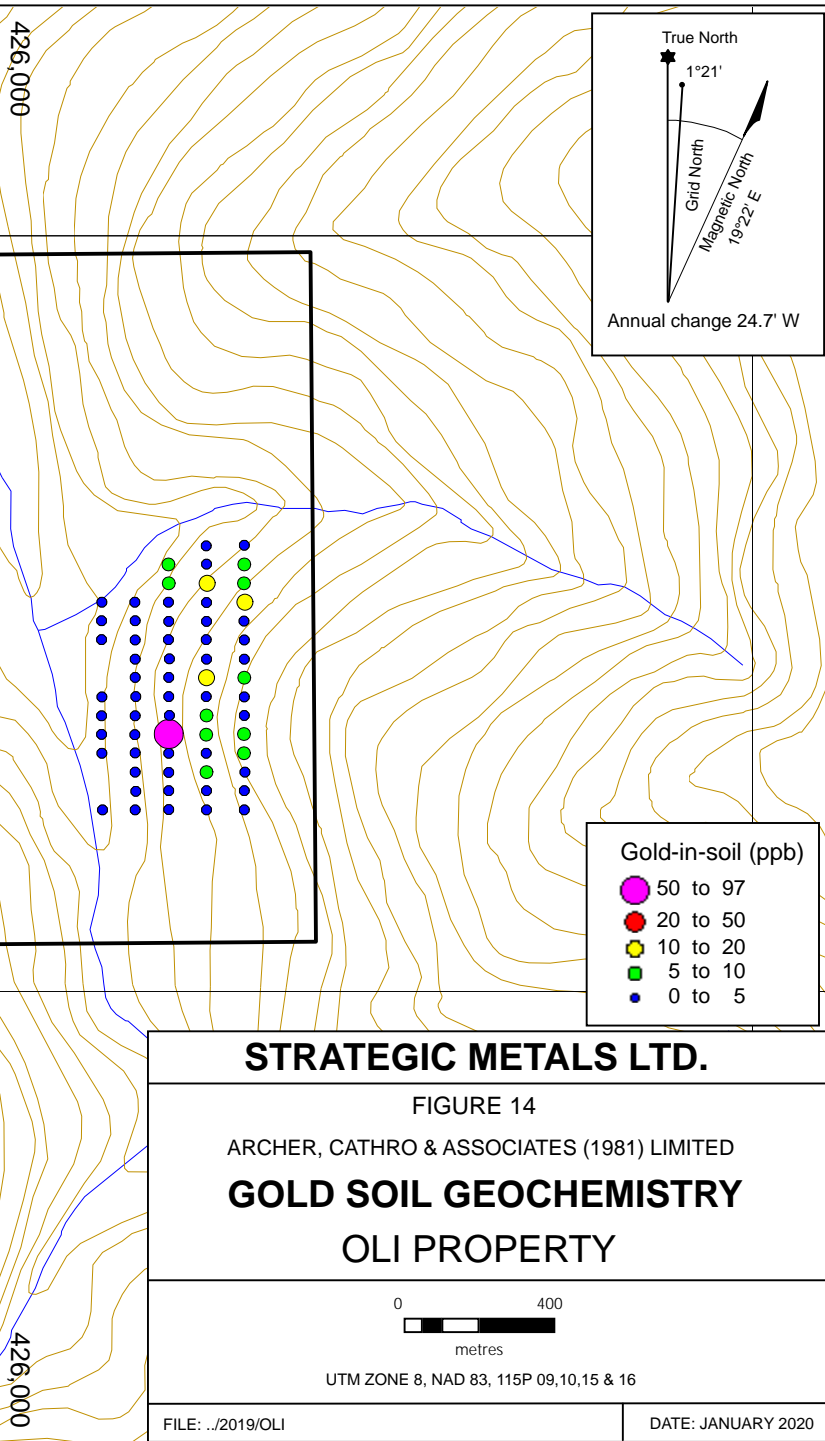 426,000
True North
1°21'
Grid North
Magnetic North
19°22' E
Annual change 24.7' W
Gold-in-soil (ppb)
50 to 97
20 to 50
10 to 20
5 to 10
0 to 5
STRATEGIC METALS LTD.
FIGURE 14
ARCHER, CATHRO & ASSOCIATES (1981) LIMITED
GOLD SOIL GEOCHEMISTRY
OLI PROPERTY
0 400
metres
UTM ZONE 8, NAD 83, 115P 09,10,15 & 16
426,000
FILE: ../2019/OLI DATE: JANUARY 2020